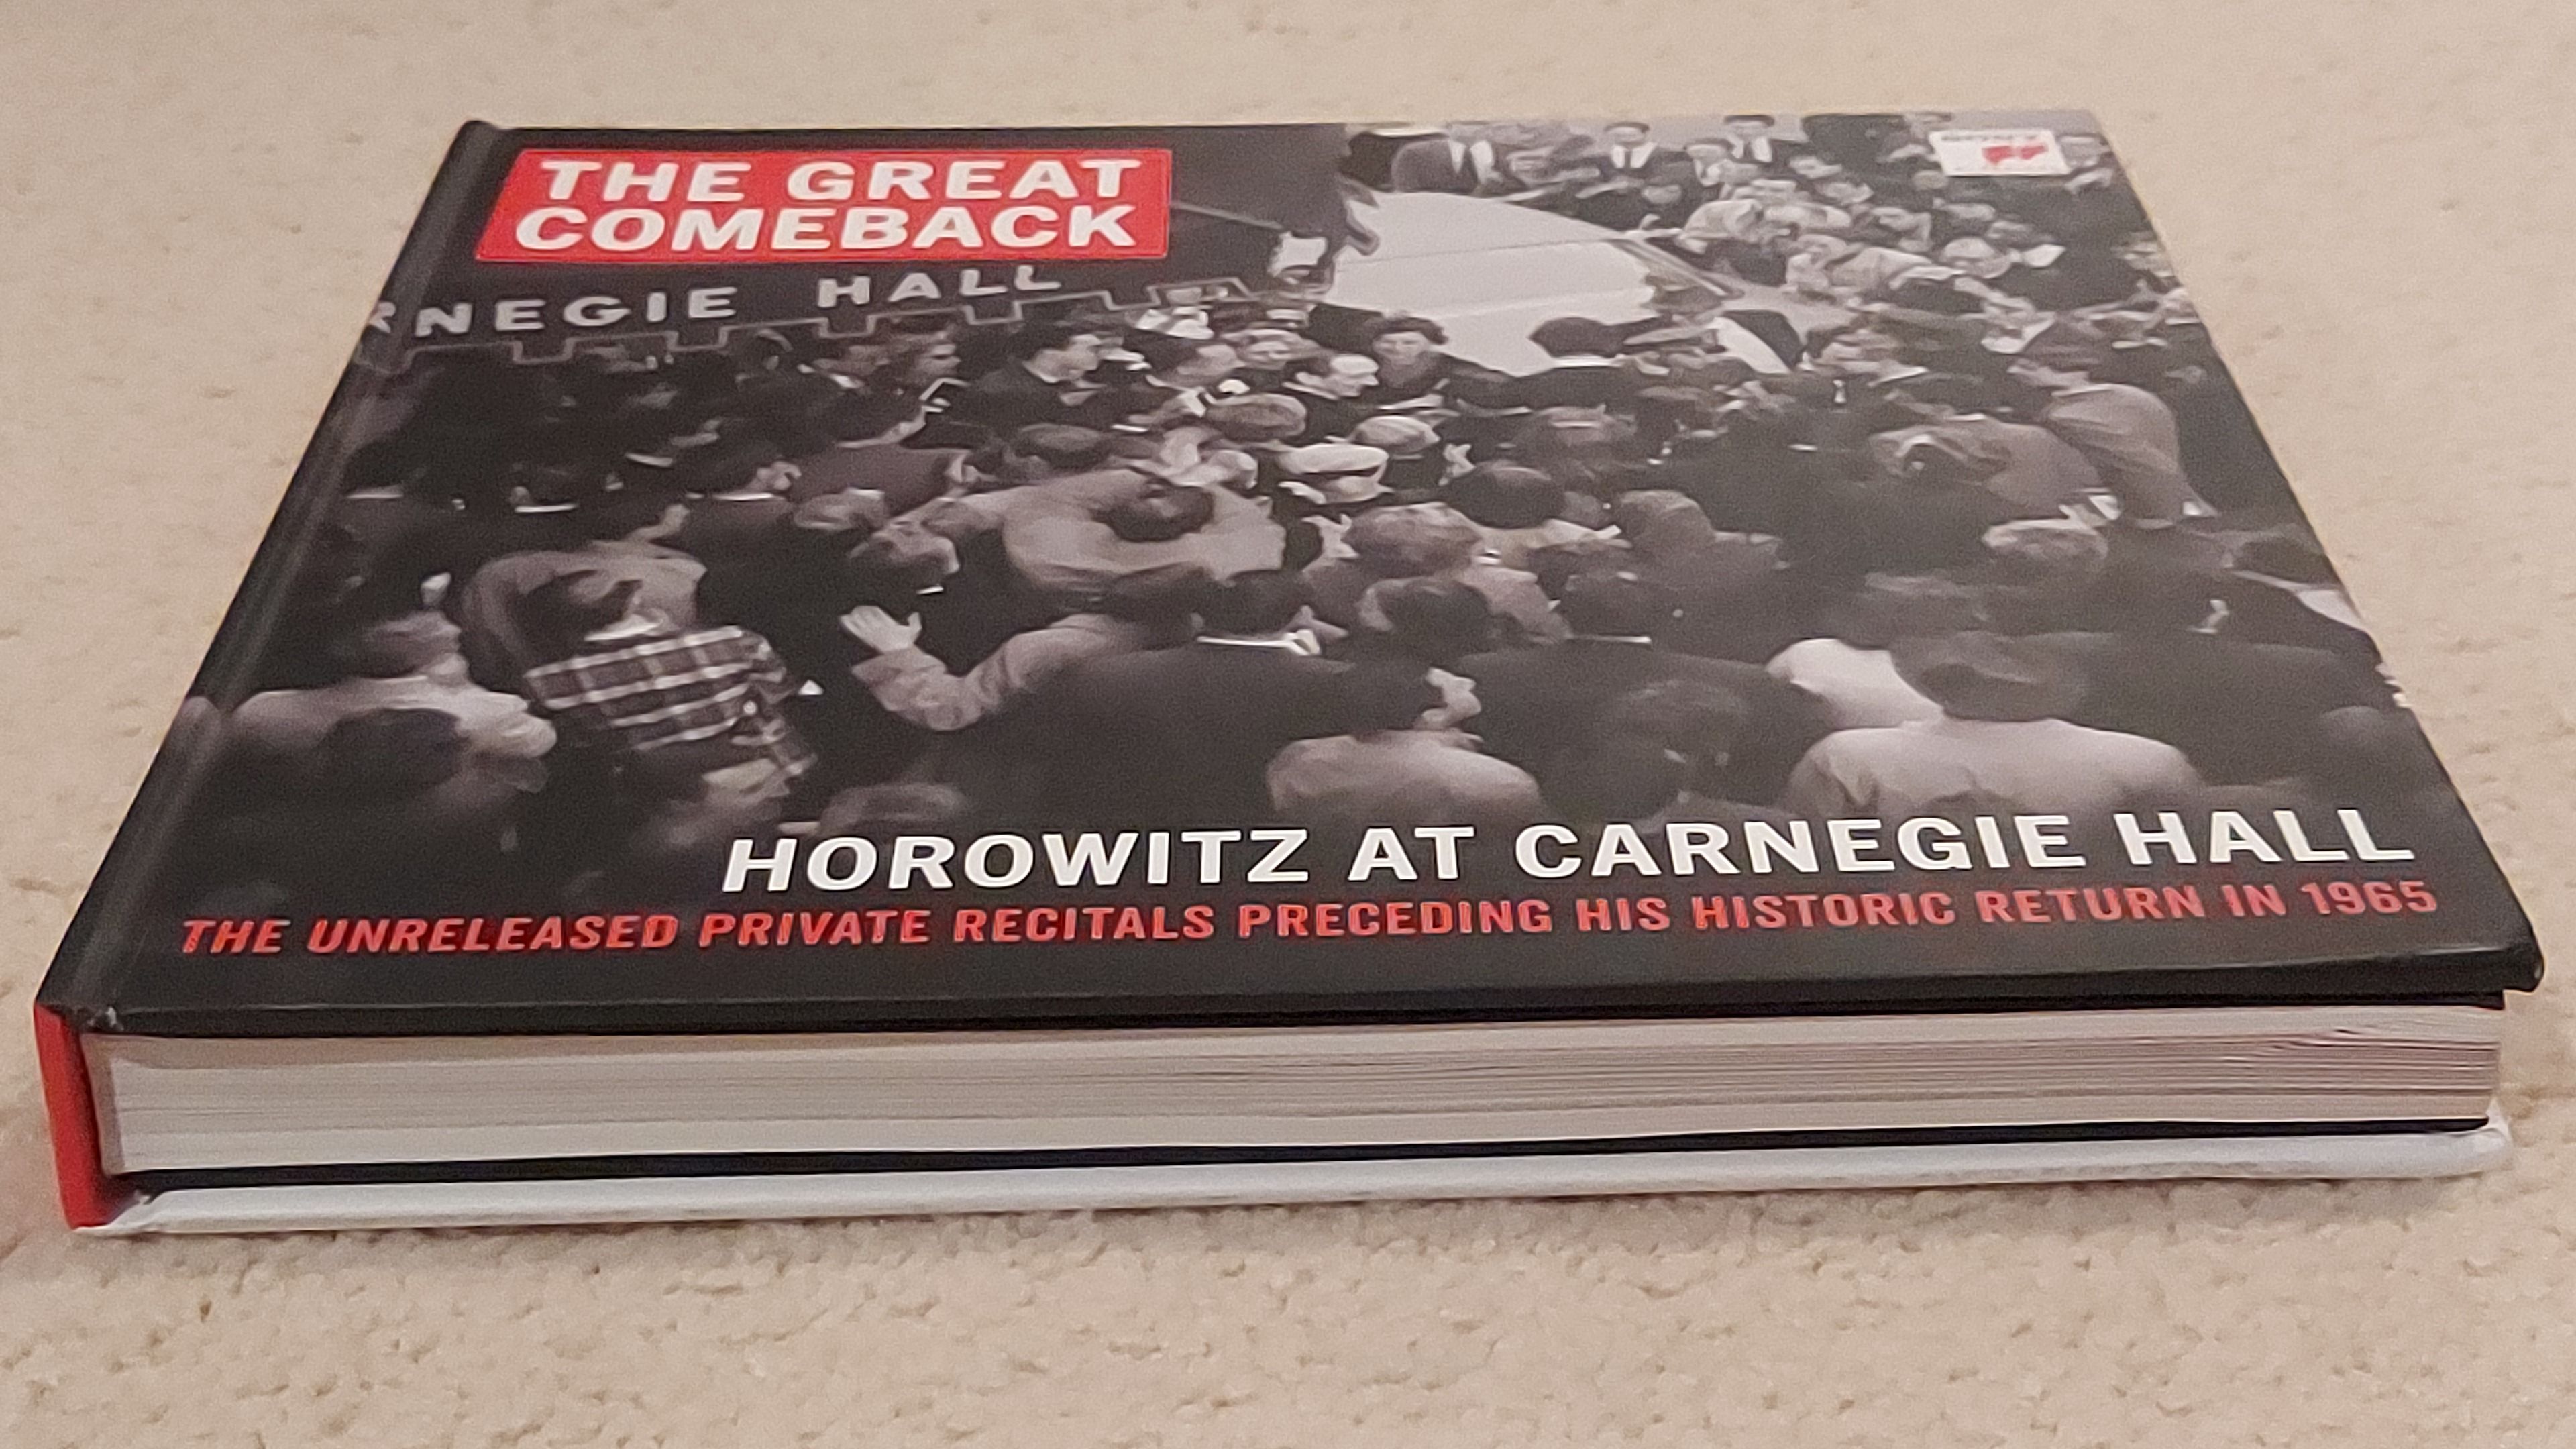 THE GREAT
COMEBACK
RNEGIE HALL
HOROWITZ AT CARNEGIE HALL
THE UNRELEASED PRIVATE RECITALS PRECEDING HIS HISTORIC RETURN IN 1965